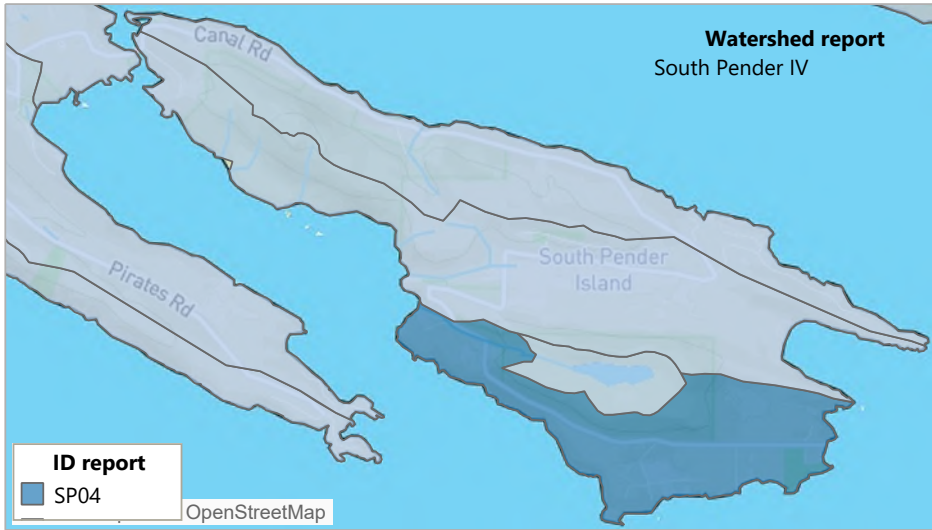 Canal Rd
Watershed report
South Pender IV
South Pender
Island
Pirates Rd
ID report
SP04
OpenStreetMap